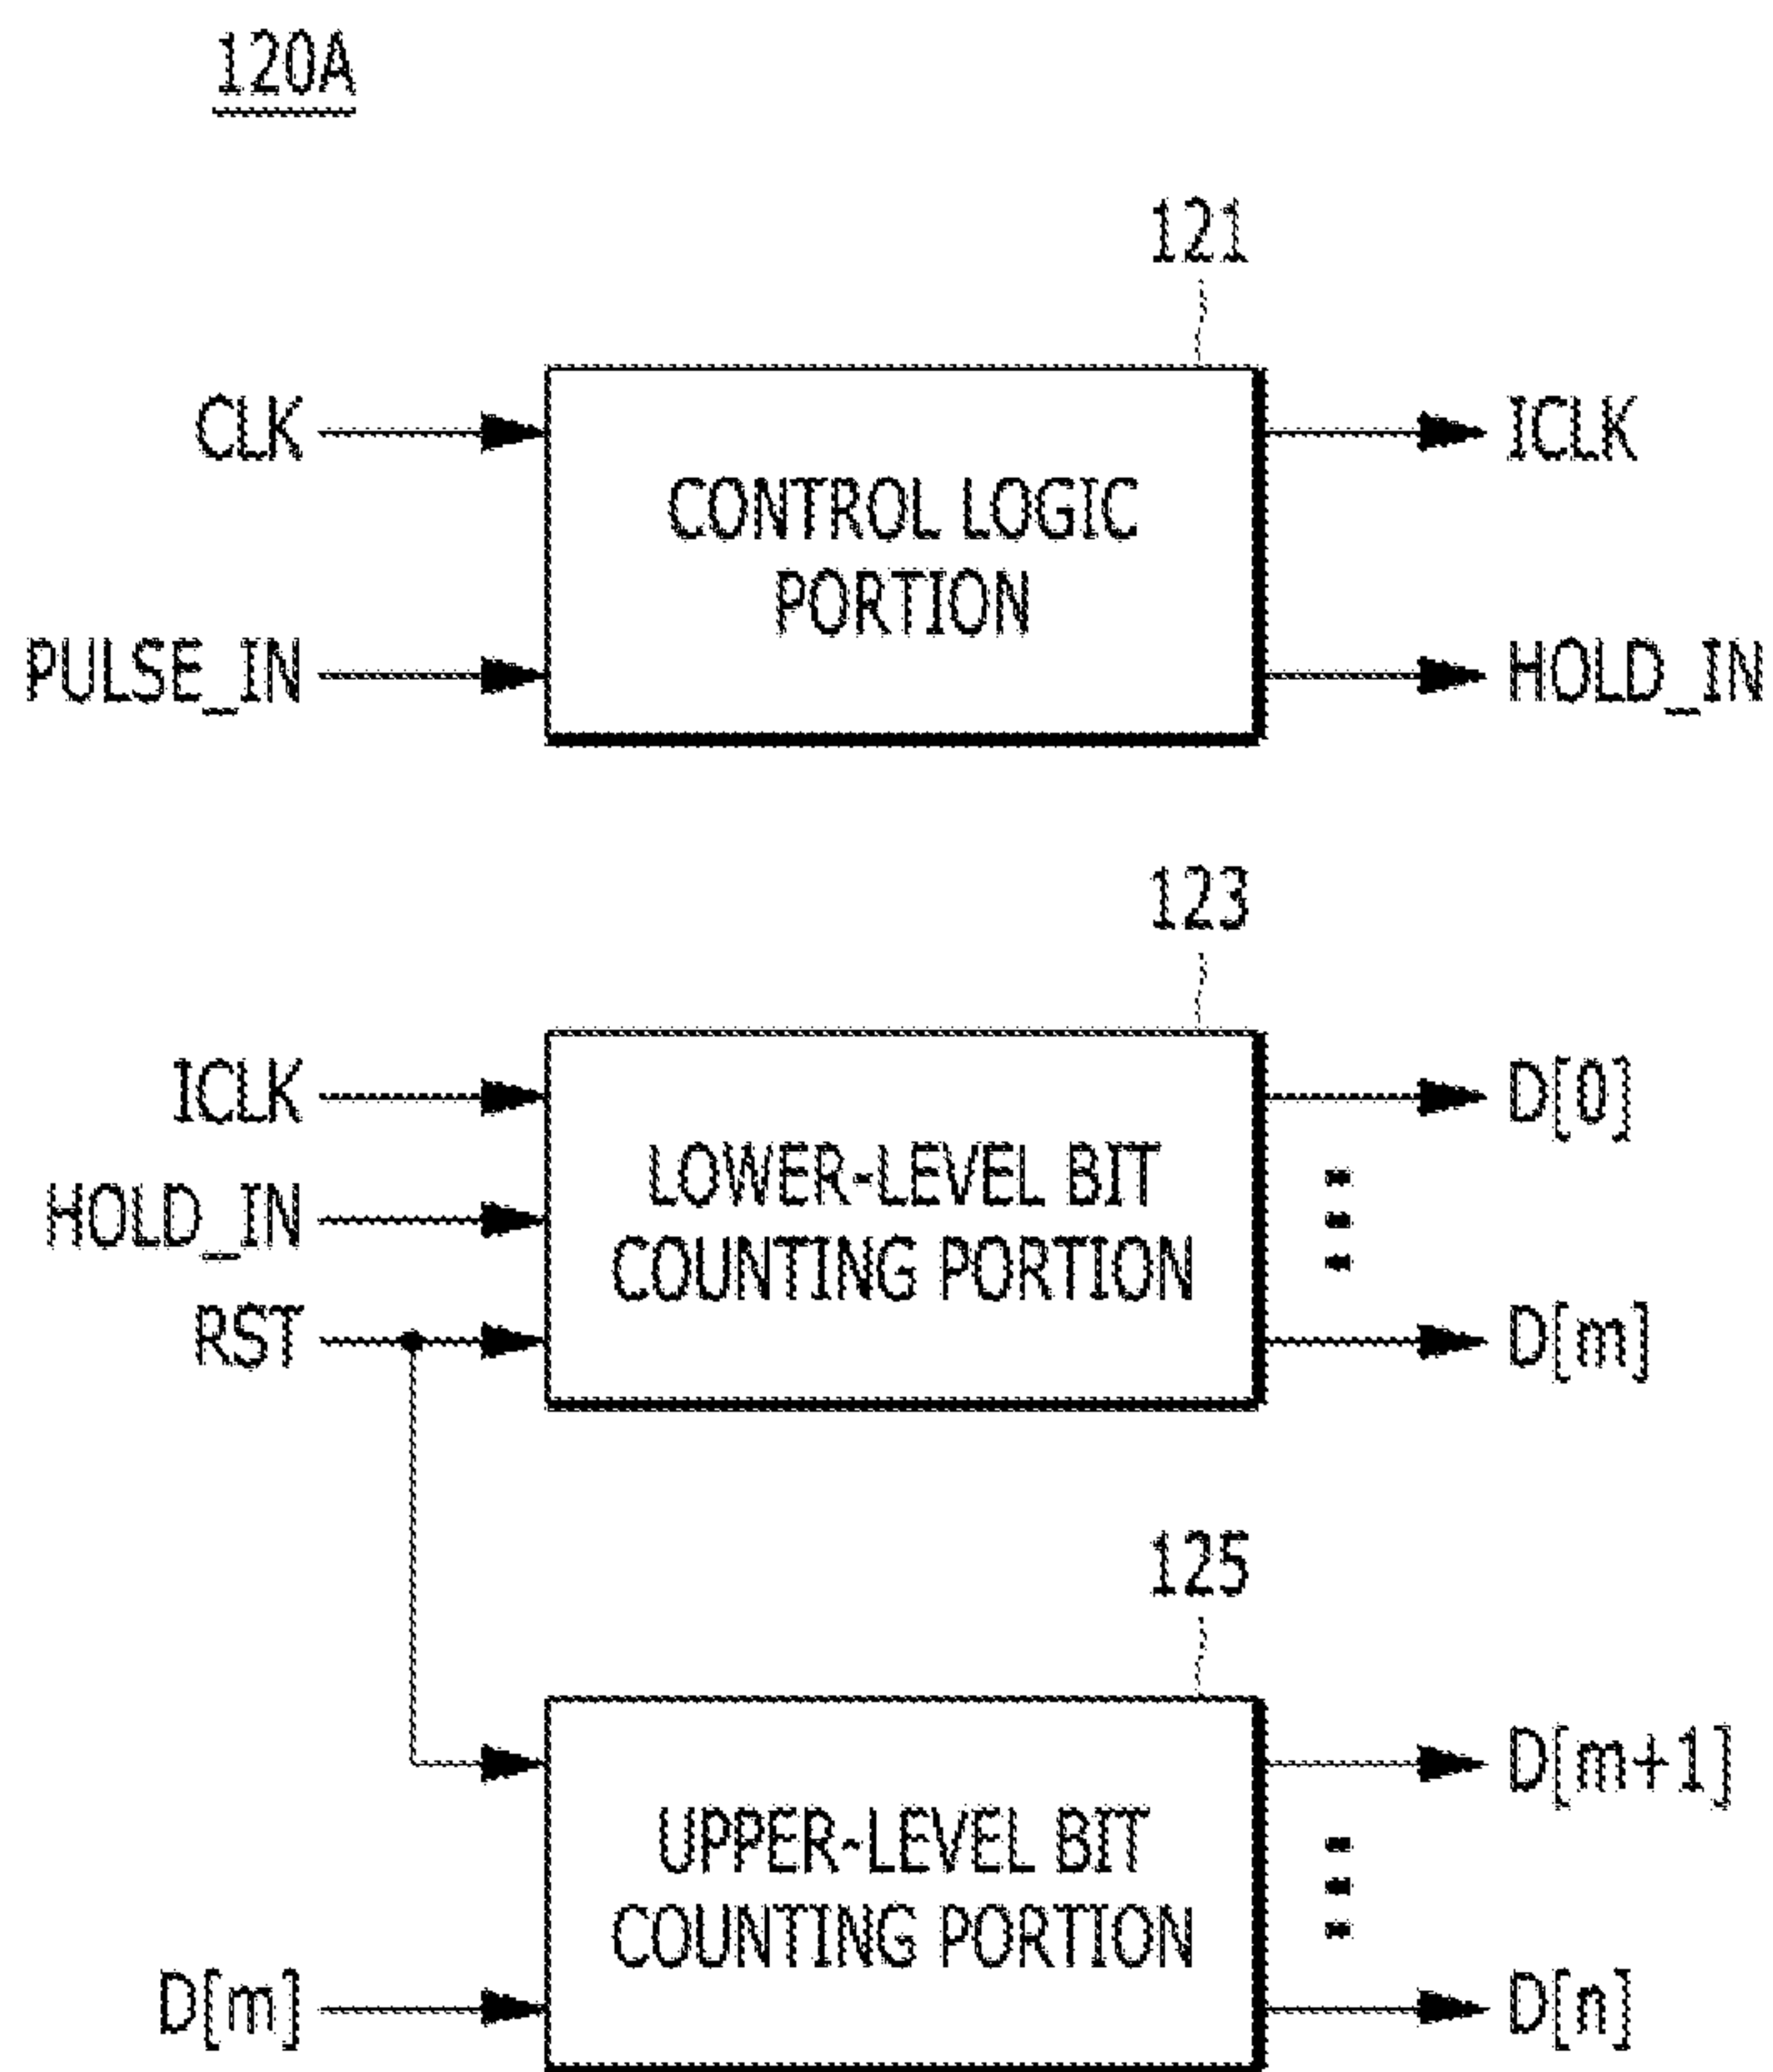 120A
121
CLK
ICLK
CONTROL LOGIC
PORTION
PULSE_IN
HOLD_IN
123
ICLK
D[0]
LOWER-LEVEL BIT
HOLD_IN
COUNTING PORTION
RST
D[m]
125
D[m+1]
UPPER-LEVEL BIT
COUNTING PORTION
D[m]
D[n]